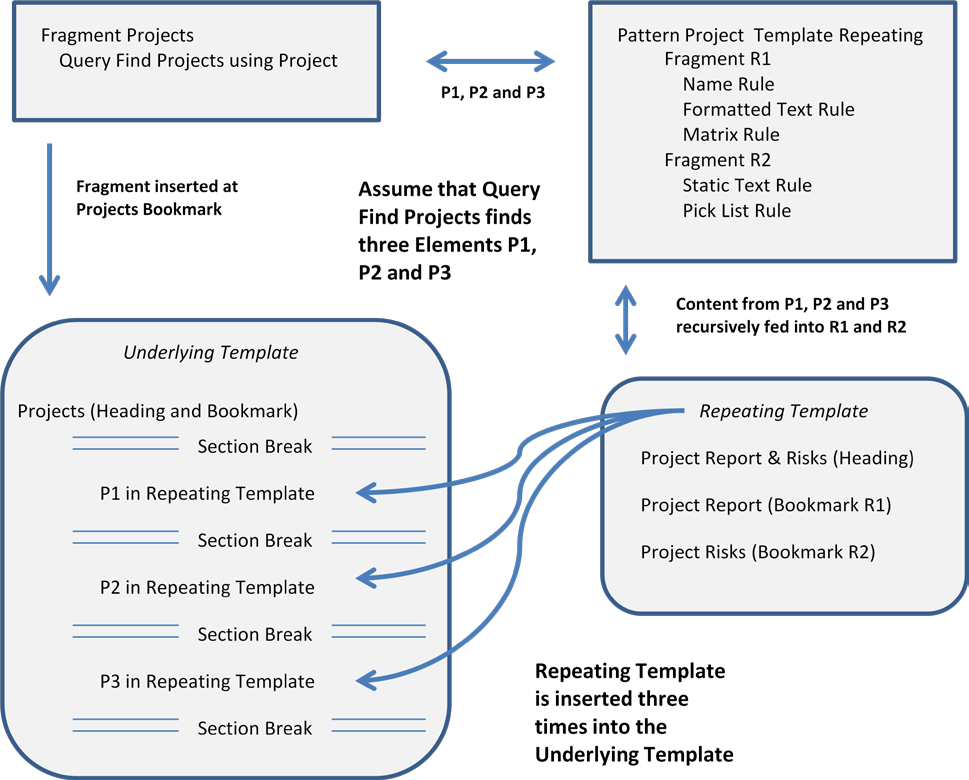 Fragment Projects
Query Find Projects using Project
P1, P2 and P3
Pattern Project Template Repeating
Fragment R1
Name Rule
Formatted Text Rule
Matrix Rule
Fragment R2
Static Text Rule
Pick List Rule
Fragment inserted at
Projects Bookmark
Assume that Query
Find Projects finds
three Elements P1,
P2 and P3
Content from P1, P2 and P3
recursively fed into R1 and R2
Underlying Template
Projects (Heading and Bookmark)
Section Break
P1 in Repeating Template
Section Break
P2 in Repeating Template
Section Break
P3 in Repeating Template
Section Break
Repeating Template
Project Report & Risks (Heading)
Project Report (Bookmark R1)
Project Risks (Bookmark R2)
Repeating Template
is inserted three
times into the
Underlying Template